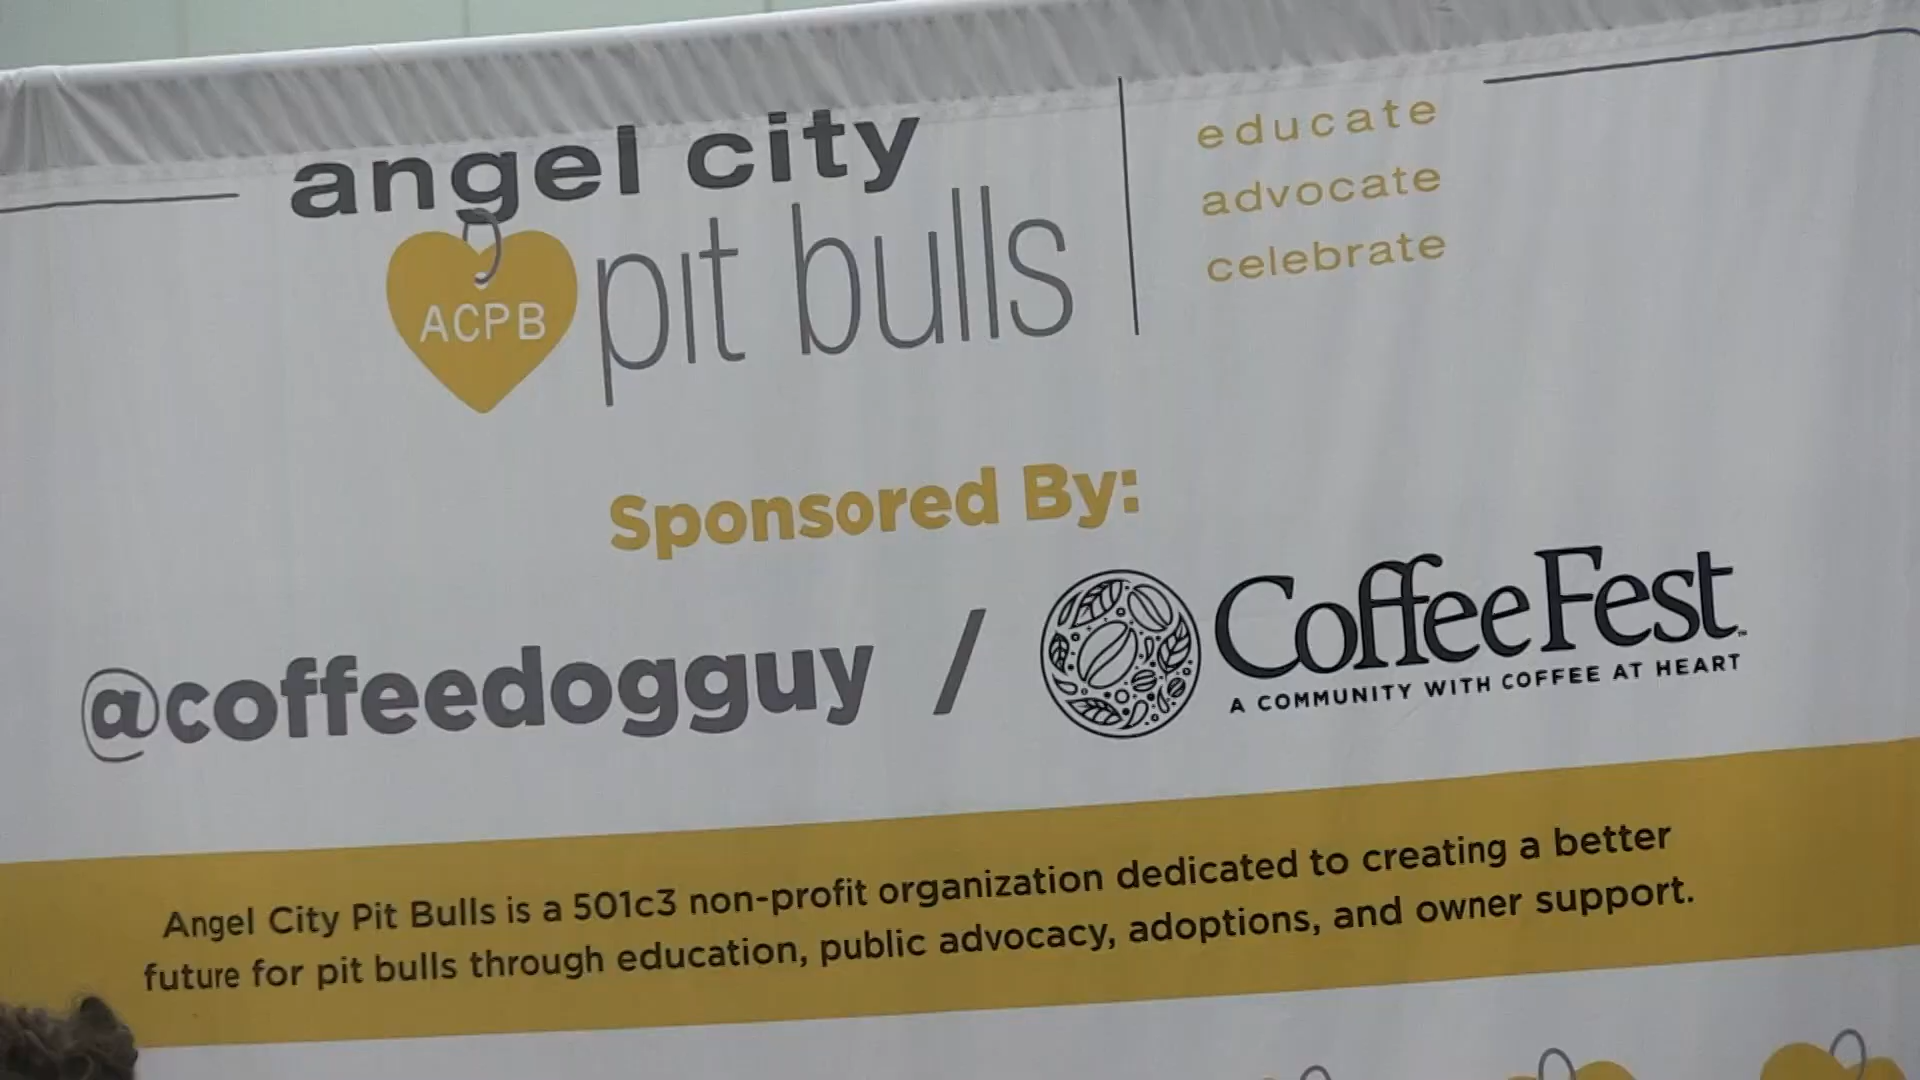 angel city
pit bulls
ACPB
educate
advocate
celebrate
Sponsored By:
@coffeedogguy / CoffeeFest™
A COMMUNITY WITH COFFEE AT HEART
Angel City Pit Bulls is a 501c3 non-profit organization dedicated to creating a better
future for pit bulls through education, public advocacy, adoptions, and owner support.